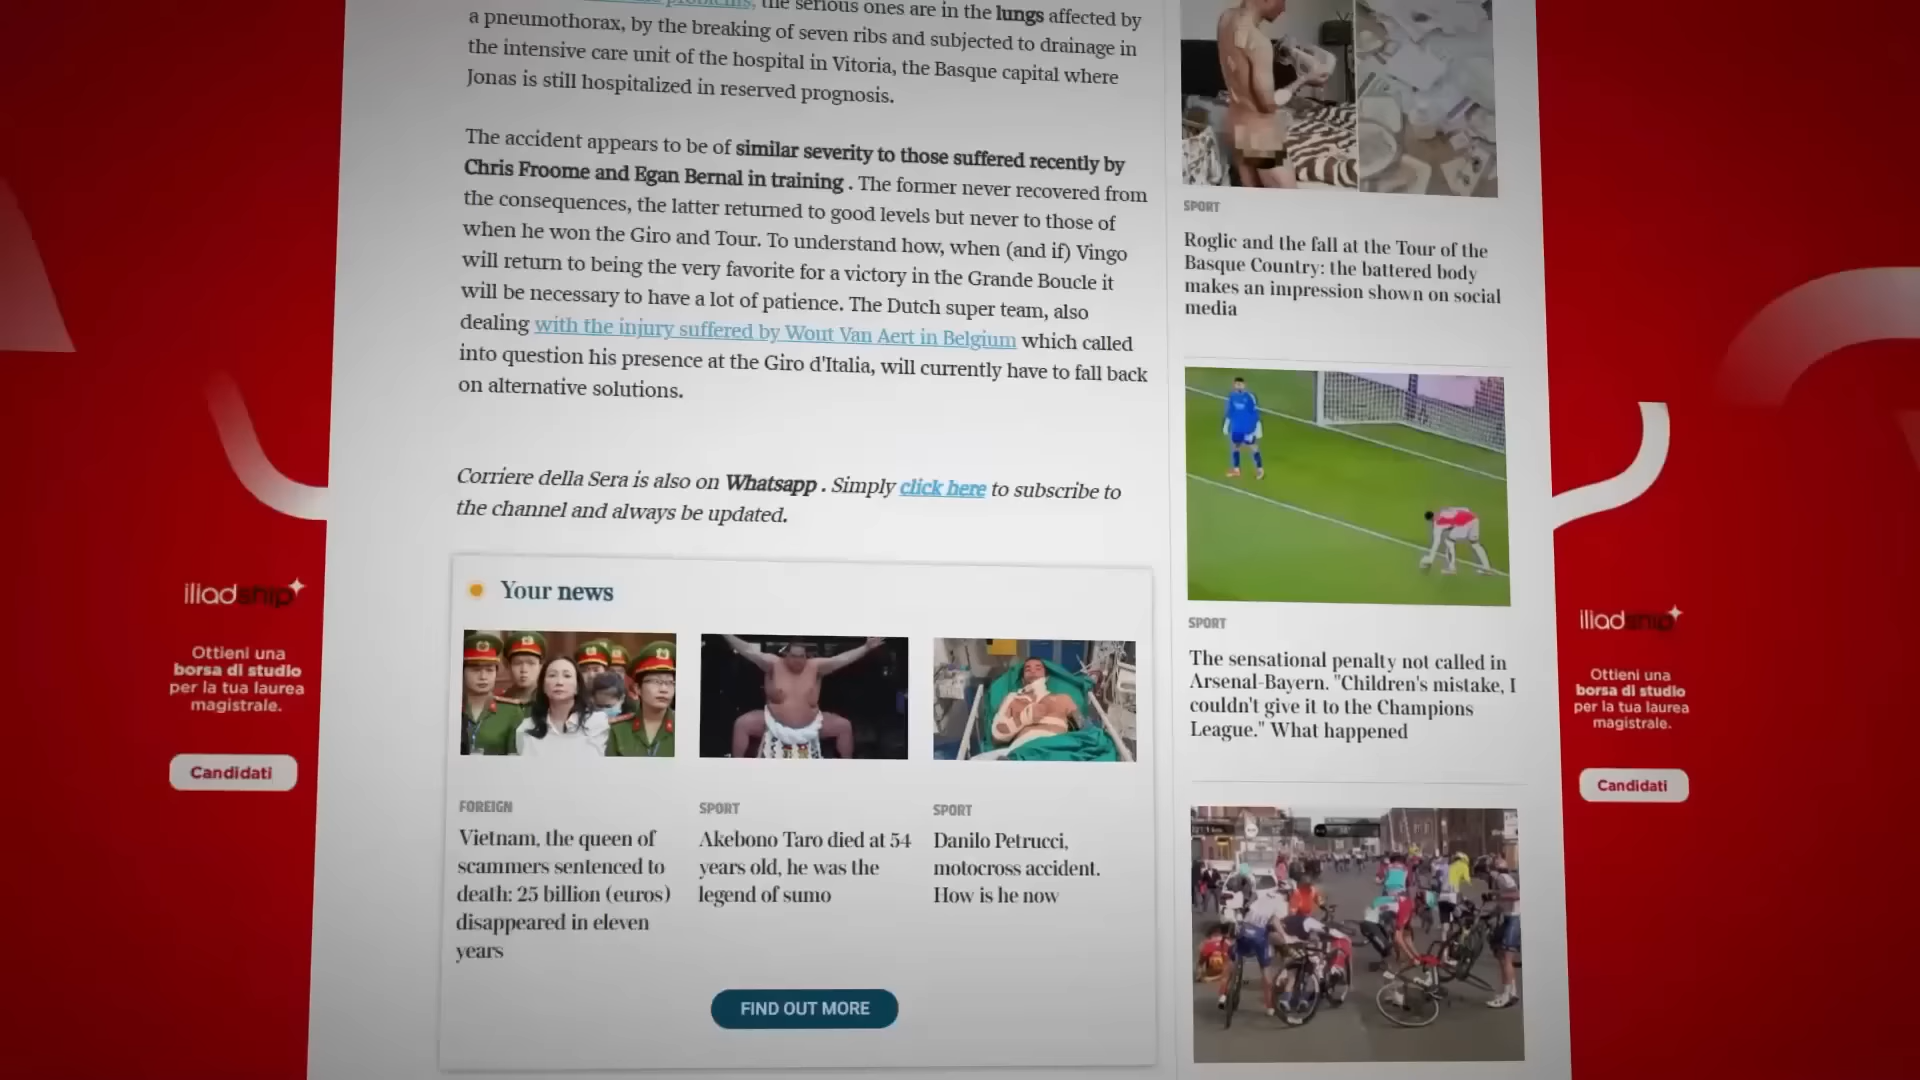 the serious ones are in the lungs affected by
a pneumothorax, by the breaking of seven ribs and subjected to drainage in
the intensive care unit of the hospital in Vitoria, the Basque capital where
Jonas is still hospitalized in reserved prognosis.
The accident appears to be of similar severity to those suffered recently by
Chris Froome and Egan Bernal in training . The former never recovered from
the consequences, the latter returned to good levels but never to those of
when he won the Giro and Tour. To understand how, when (and if) Vingo
will return to being the very favorite for a victory in the Grande Boucle it
will be necessary to have a lot of patience. The Dutch super team, also
dealing with the injury suffered by Wout Van Aert in Belgium which called
into question his presence at the Giro d'Italia, will currently have to fall back
on alternative solutions.
Corriere della Sera is also on Whatsapp . Simply click here to subscribe to
the channel and always be updated.
Your news
FOREIGN
Vietnam, the queen of
scammers sentenced to
death: 25 billion (euros)
disappeared in eleven
years
SPORT
Akebono Taro died at 54
years old, he was the
legend of sumo
SPORT
Danilo Petrucci,
motocross accident.
How is he now
FIND OUT MORE
SPORT
Roglic and the fall at the Tour of the
Basque Country: the battered body
makes an impression shown on social
media
SPORT
The sensational penalty not called in
Arsenal-Bayern. "Children's mistake, I
couldn't give it to the Champions
League." What happened
iliadship
Ottieni una
borsa di studio
per la tua laurea
magistrale.
Candidati
iliadship
Ottieni una
borsa di studio
per la tua laurea
magistrale.
Candidati